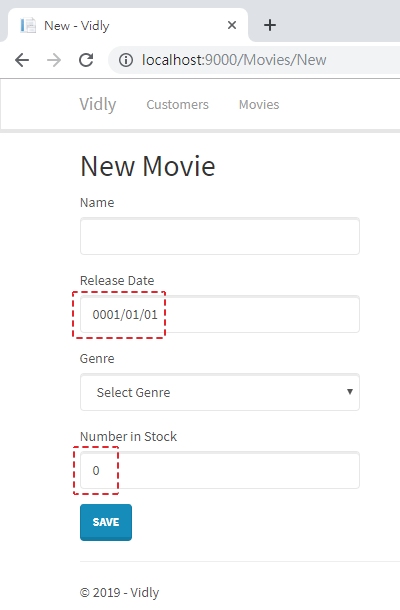 New - Vidly
localhost:9000/Movies/New
Vidly Customers Movies
New Movie
Name
Release Date
0001/01/01
Genre
Select Genre
Number in Stock
0
SAVE
© 2019 - Vidly